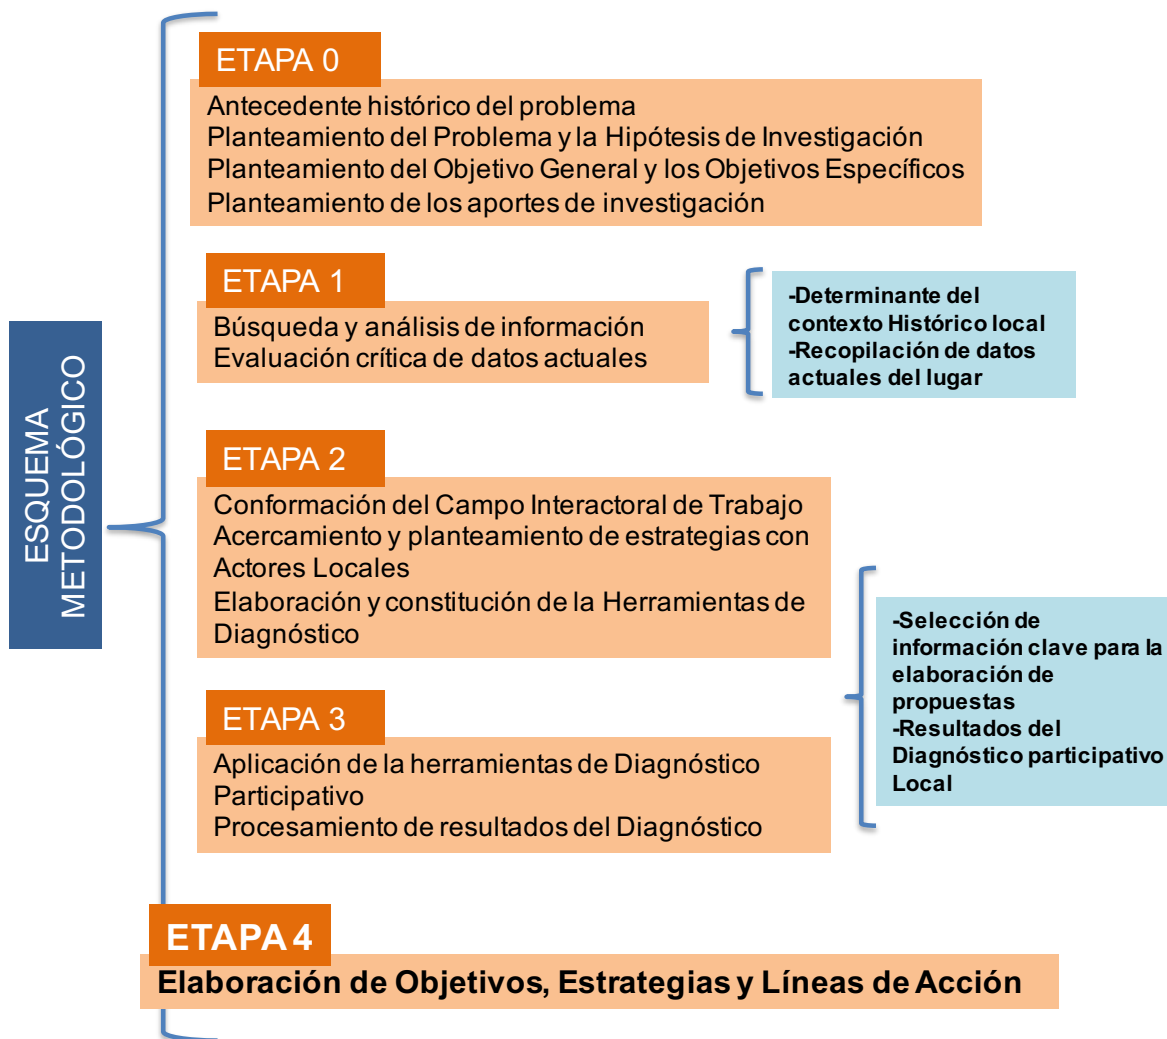 ESQUEMA
METODOLÓGICO
ETAPA 0
Antecedente histórico del problema
Planteamiento del Problema y la Hipótesis de Investigación
Planteamiento del Objetivo General y los Objetivos Específicos
Planteamiento de los aportes de investigación
ETAPA 1
Búsqueda y análisis de información
Evaluación crítica de datos actuales
-Determinante del
contexto Histórico local
-Recopilación de datos
actuales del lugar
ETAPA 2
Conformación del Campo Interactoral de Trabajo
Acercamiento y planteamiento de estrategias con
Actores Locales
Elaboración y constitución de la Herramientas de
Diagnóstico
ETAPA 3
Aplicación de la herramientas de Diagnóstico
Participativo
Procesamiento de resultados del Diagnóstico
-Selección de
información clave para la
elaboración de
propuestas
-Resultados del
Diagnóstico participativo
Local
ETAPA 4
Elaboración de Objetivos, Estrategias y Líneas de Acción